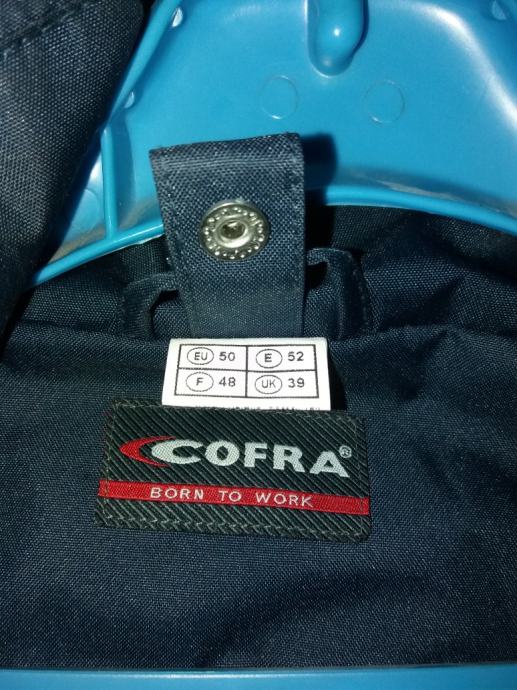 EU 50 E 52
F 48 UK 39
COFRA®
BORN TO WORK